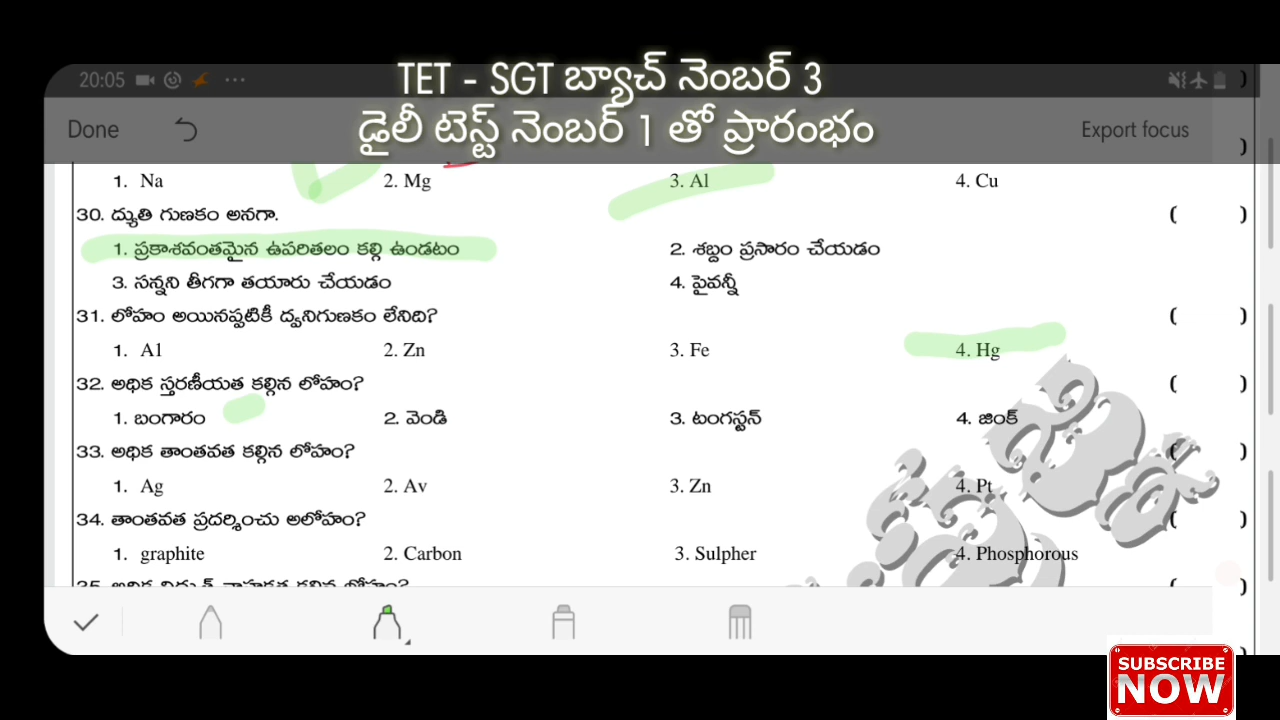 TET - SGT బ్యాచ్ నెంబర్ 3
డైలీ టెస్ట్ నెంబర్ 1 తో ప్రారంభం
20:05
Done
Export focus
1. Na 2. Mg 3. Al 4. Cu
30. ద్యుతి గుణకం అనగా. ( )
1. ప్రకాశవంతమైన ఉపరితలం కల్గి ఉండటం 2. శబ్దం ప్రసారం చేయడం
3. సన్నని తీగగా తయారు చేయడం 4. పైవన్నీ
31. లోహం అయినప్పటికీ ధ్వనిగుణకం లేనిది? ( )
1. A1 2. Zn 3. Fe 4. Hg
32. అధిక స్తరణీయత కల్గిన లోహం? ( )
1. బంగారం 2. వెండి 3. టంగస్టన్ 4. జింక్
33. అధిక తాంతవత కల్గిన లోహం? ( )
1. Ag 2. Av 3. Zn 4. Pt
34. తాంతవత ప్రదర్శించు అలోహం? ( )
1. graphite 2. Carbon 3. Sulpher 4. Phosphorous
SUBSCRIBE
NOW